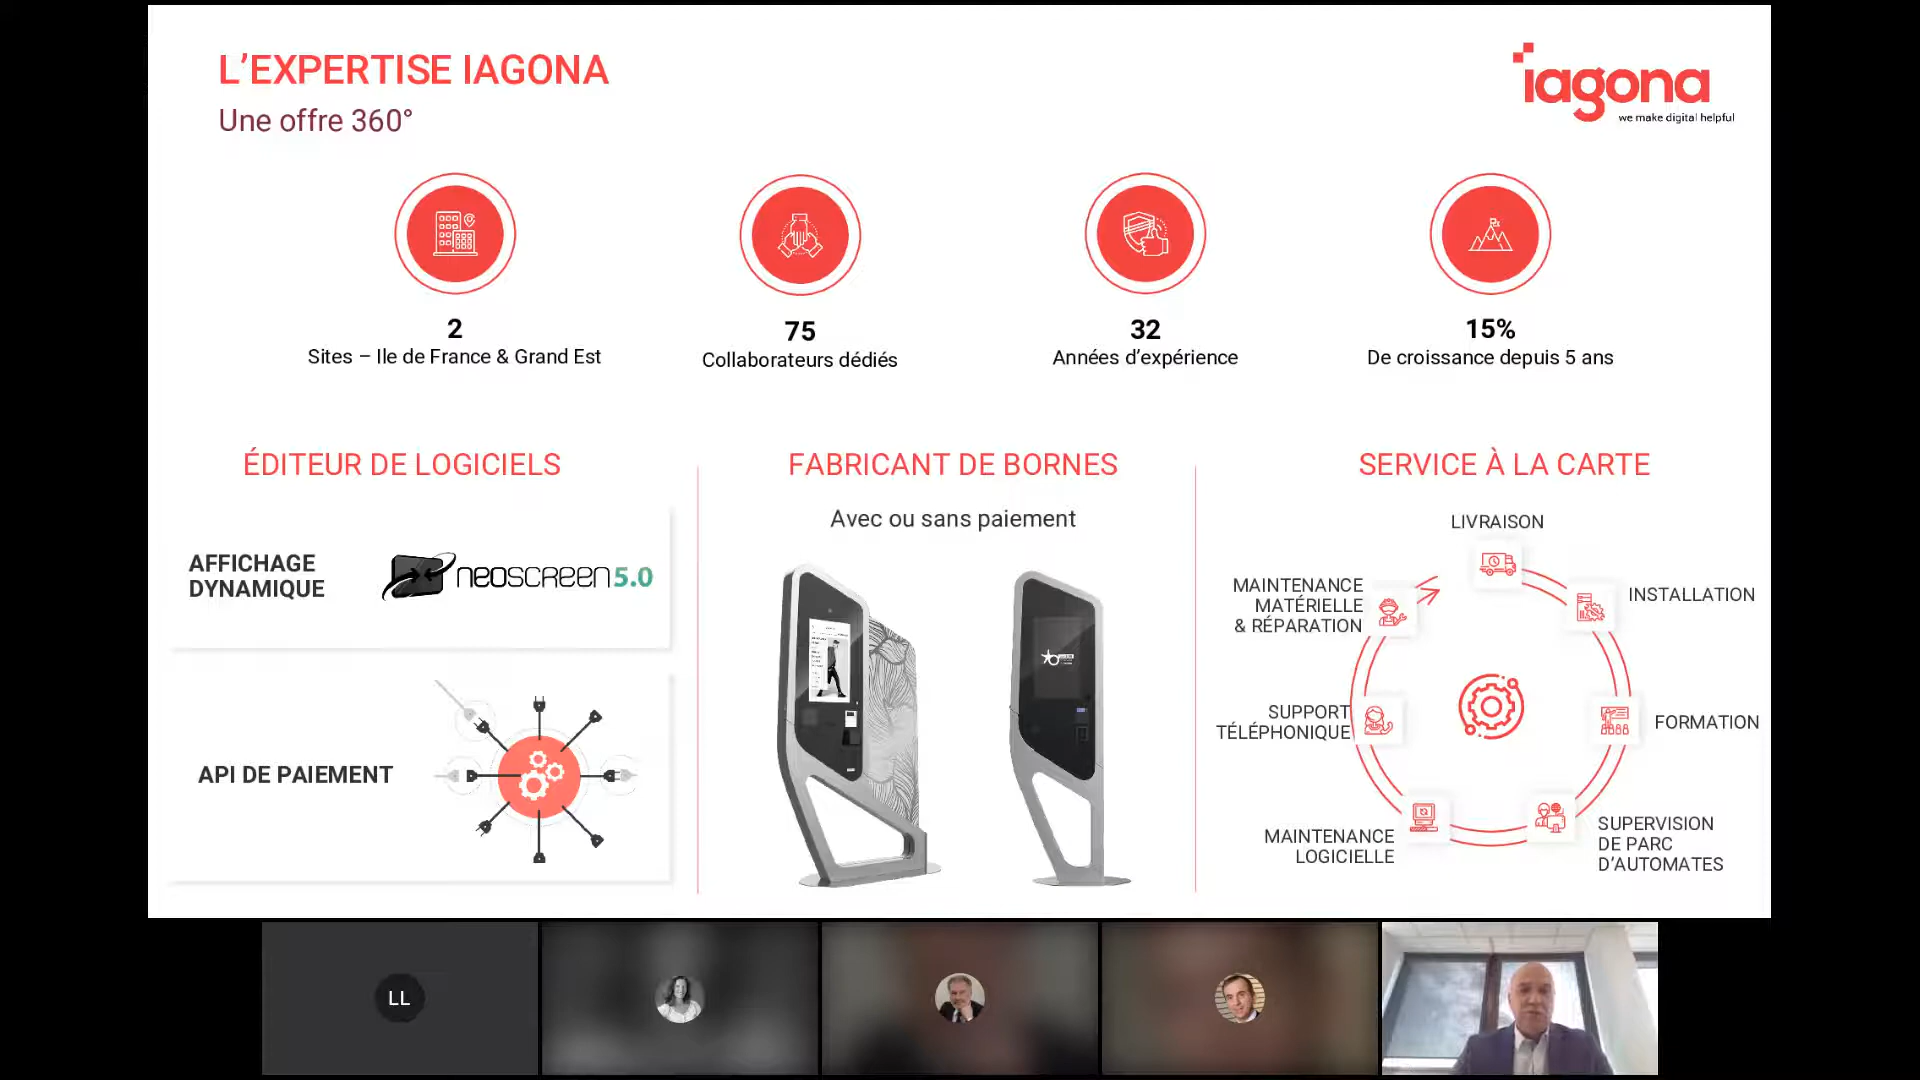 L'EXPERTISE IAGONA
Une offre 360°
iagona
we make digital helpful
2
Sites – Ile de France & Grand Est
75
Collaborateurs dédiés
32
Années d'expérience
15%
De croissance depuis 5 ans
ÉDITEUR DE LOGICIELS
AFFICHAGE
DYNAMIQUE
neoscreen 5.0
API DE PAIEMENT
FABRICANT DE BORNES
Avec ou sans paiement
SERVICE À LA CARTE
LIVRAISON
INSTALLATION
FORMATION
SUPERVISION
DE PARC
D'AUTOMATES
MAINTENANCE
LOGICIELLE
SUPPORT
TÉLÉPHONIQUE
MAINTENANCE
MATÉRIELLE
& RÉPARATION
LL